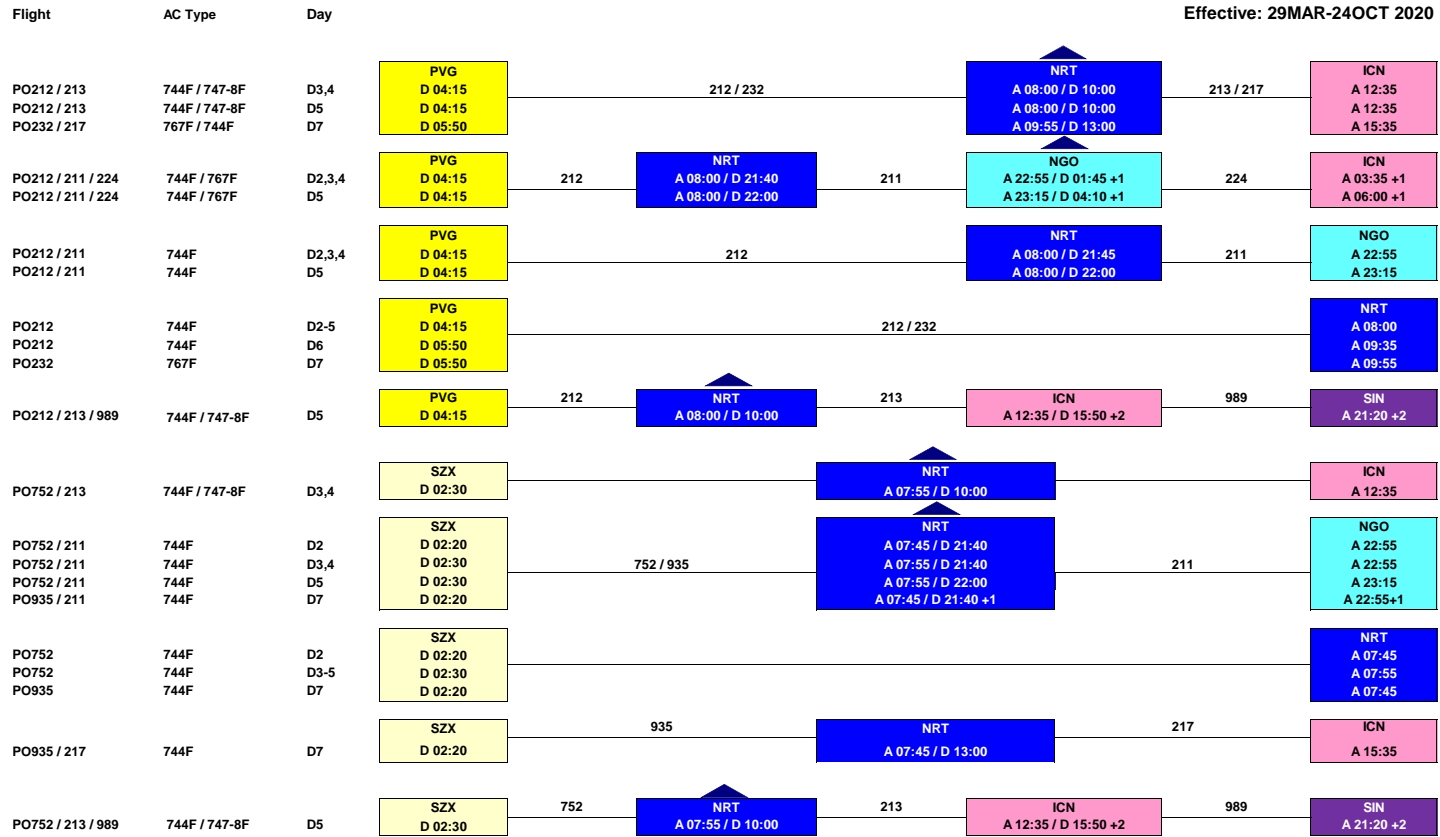 Flight AC Type Day Effective: 29MAR-24OCT 2020
PVG NRT ICN
PO212 / 213 744F / 747-8F D3,4 D 04:15 212 / 232 A 08:00 / D 10:00 213 / 217 A 12:35
PO212 / 213 744F / 747-8F D5 D 04:15 A 08:00 / D 10:00 A 12:35
PO232 / 217 767F / 744F D7 D 05:50 A 09:55 / D 13:00 A 15:35
PVG NRT NGO ICN
PO212 / 211 / 224 744F / 767F D2,3,4 D 04:15 212 A 08:00 / D 21:40 211 A 22:55 / D 01:45 +1 224 A 03:35 +1
PO212 / 211 / 224 744F / 767F D5 D 04:15 A 08:00 / D 22:00 A 23:15 / D 04:10 +1 A 06:00 +1
PVG NRT NGO
PO212 / 211 744F D2,3,4 D 04:15 212 A 08:00 / D 21:45 211 A 22:55
PO212 / 211 744F D5 D 04:15 A 08:00 / D 22:00 A 23:15
PVG NRT
PO212 744F D2-5 D 04:15 212 / 232 A 08:00
PO212 744F D6 D 05:50 A 09:35
PO232 767F D7 D 05:50 A 09:55
PVG 212 NRT 213 ICN 989 SIN
PO212 / 213 / 989 744F / 747-8F D5 D 04:15 A 08:00 / D 10:00 A 12:35 / D 15:50 +2 A 21:20 +2
SZX NRT ICN
PO752 / 213 744F / 747-8F D3,4 D 02:30 A 07:55 / D 10:00 A 12:35
SZX NRT NGO
PO752 / 211 744F D2 D 02:20 A 07:45 / D 21:40 A 22:55
PO752 / 211 744F D3,4 D 02:30 752 / 935 A 07:55 / D 21:40 211 A 22:55
PO752 / 211 744F D5 D 02:30 A 07:55 / D 22:00 A 23:15
PO935 / 211 744F D7 D 02:20 A 07:45 / D 21:40 +1 A 22:55+1
SZX NRT
PO752 744F D2 D 02:20 A 07:45
PO752 744F D3-5 D 02:30 A 07:55
PO935 744F D7 D 02:20 A 07:45
SZX 935 NRT 217 ICN
PO935 / 217 744F D7 D 02:20 A 07:45 / D 13:00 A 15:35
SZX 752 NRT 213 ICN 989 SIN
PO752 / 213 / 989 744F / 747-8F D5 D 02:30 A 07:55 / D 10:00 A 12:35 / D 15:50 +2 A 21:20 +2